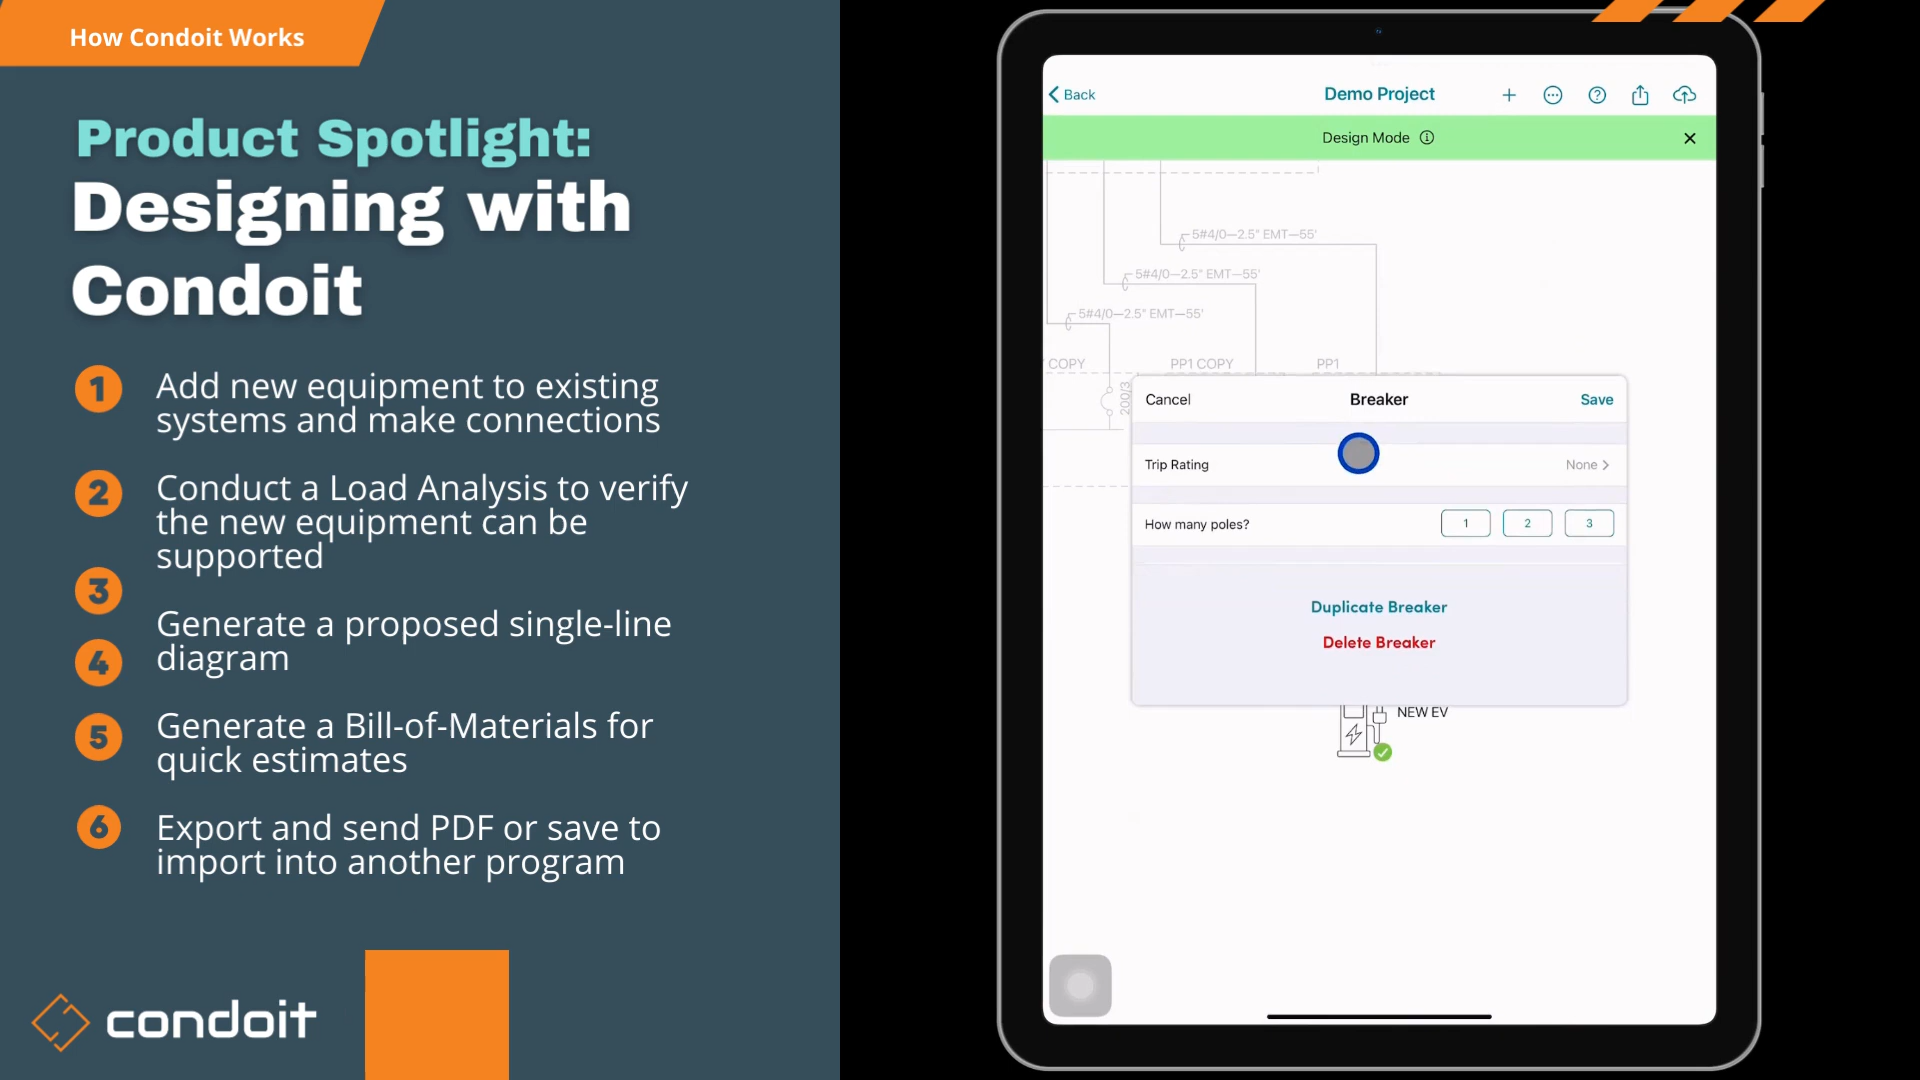 How Condoit Works
Product Spotlight:
Designing with
Condoit
1
Add new equipment to existing
systems and make connections
2
Conduct a Load Analysis to verify
the new equipment can be
supported
3
Generate a proposed single-line
diagram
4
Generate a Bill-of-Materials for
quick estimates
5
Export and send PDF or save to
import into another program
6
condoit
Back
Demo Project
Design Mode
5#4/0—2.5" EMT—55'
5#4/0—2.5" EMT—55'
5#4/0—2.5" EMT—55'
COPY
PP1 COPY
PP1
200/3
Cancel
Breaker
Save
Trip Rating
None
How many poles?
1
2
3
Duplicate Breaker
Delete Breaker
NEW EV